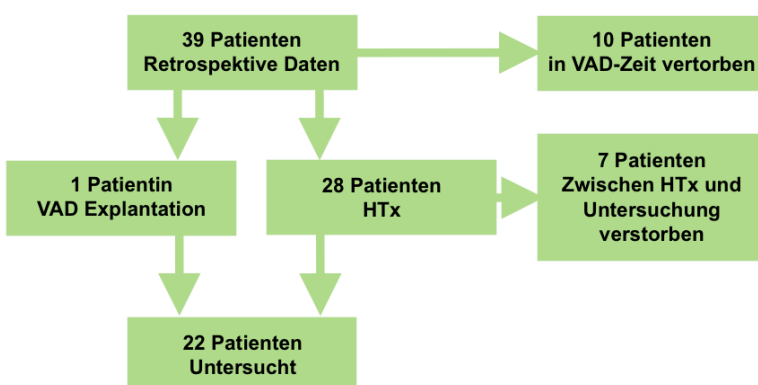 39 Patienten
Retrospektive Daten
10 Patienten
in VAD-Zeit vertorben
1 Patientin
VAD Explantation
28 Patienten
HTx
7 Patienten
Zwischen HTx und
Untersuchung
verstorben
22 Patienten
Untersucht